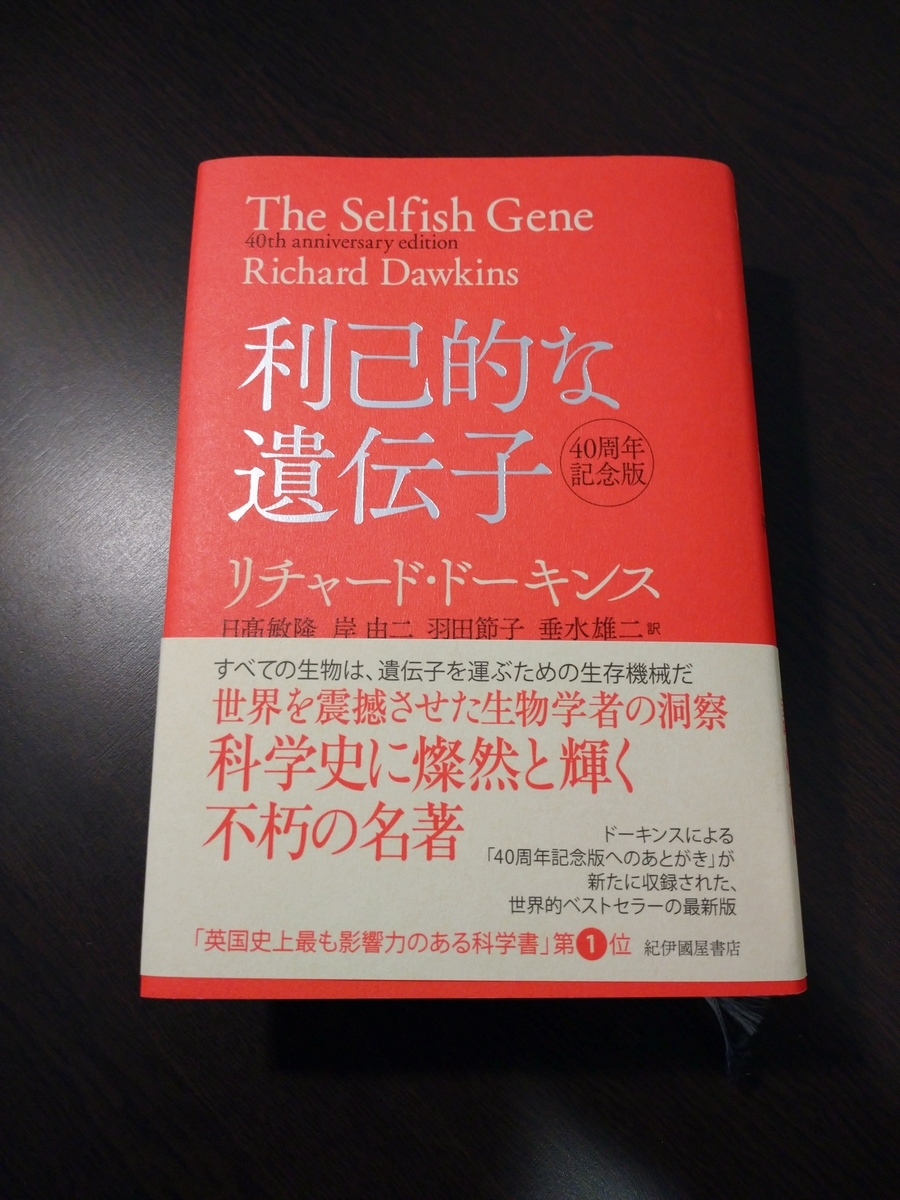 The Selfish Gene
40th anniversary edition
Richard Dawkins
利己的な
遺伝子
40周年
記念版
リチャード・ドーキンス
日髙敏隆 岸 由二 羽田節子 垂水雄二 訳
すべての生物は、遺伝子を運ぶための生存機械だ
世界を震撼させた生物学者の洞察
科学史に燦然と輝く
不朽の名著
ドーキンスによる
「40周年記念版へのあとがき」が
新たに収録された、
世界的ベストセラーの最新版
「英国史上最も影響力のある科学書」第1位 紀伊國屋書店